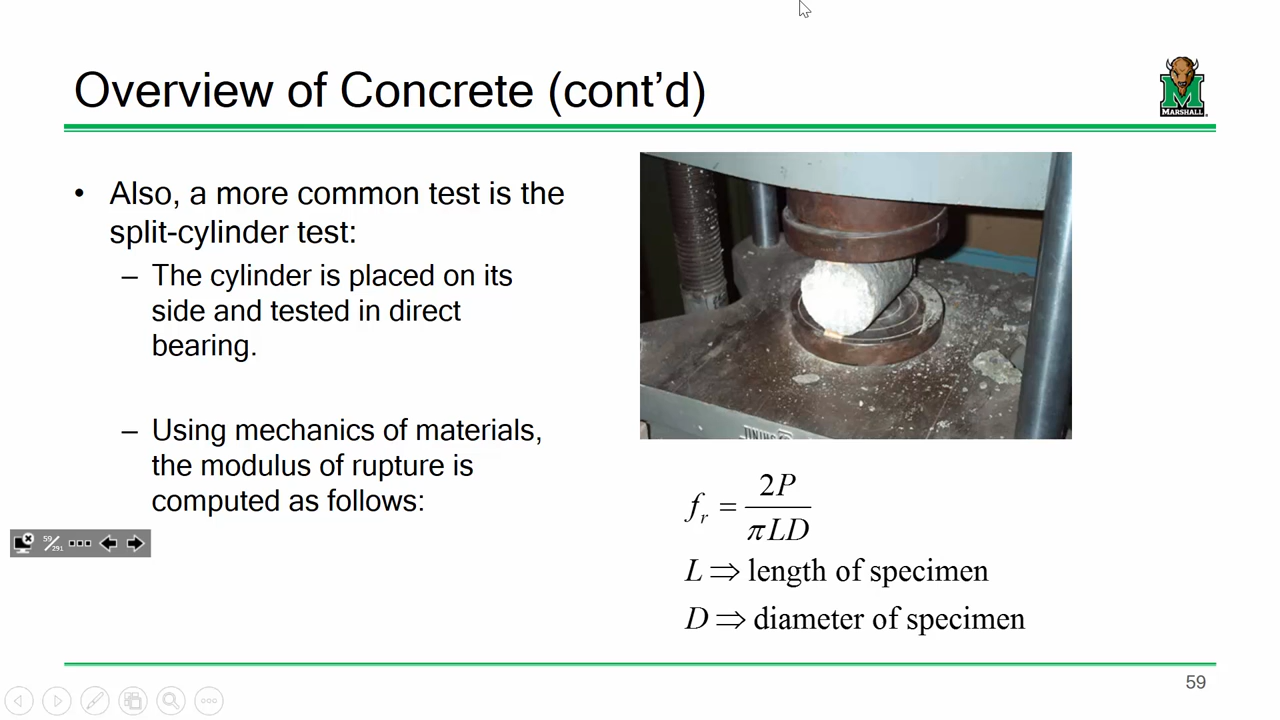 Overview of Concrete (cont’d)
MARSHALL
• Also, a more common test is the
split-cylinder test:
– The cylinder is placed on its
side and tested in direct
bearing.
– Using mechanics of materials,
the modulus of rupture is
computed as follows:
f_r = 2P / πLD
L ⇒ length of specimen
D ⇒ diameter of specimen
59/291
59